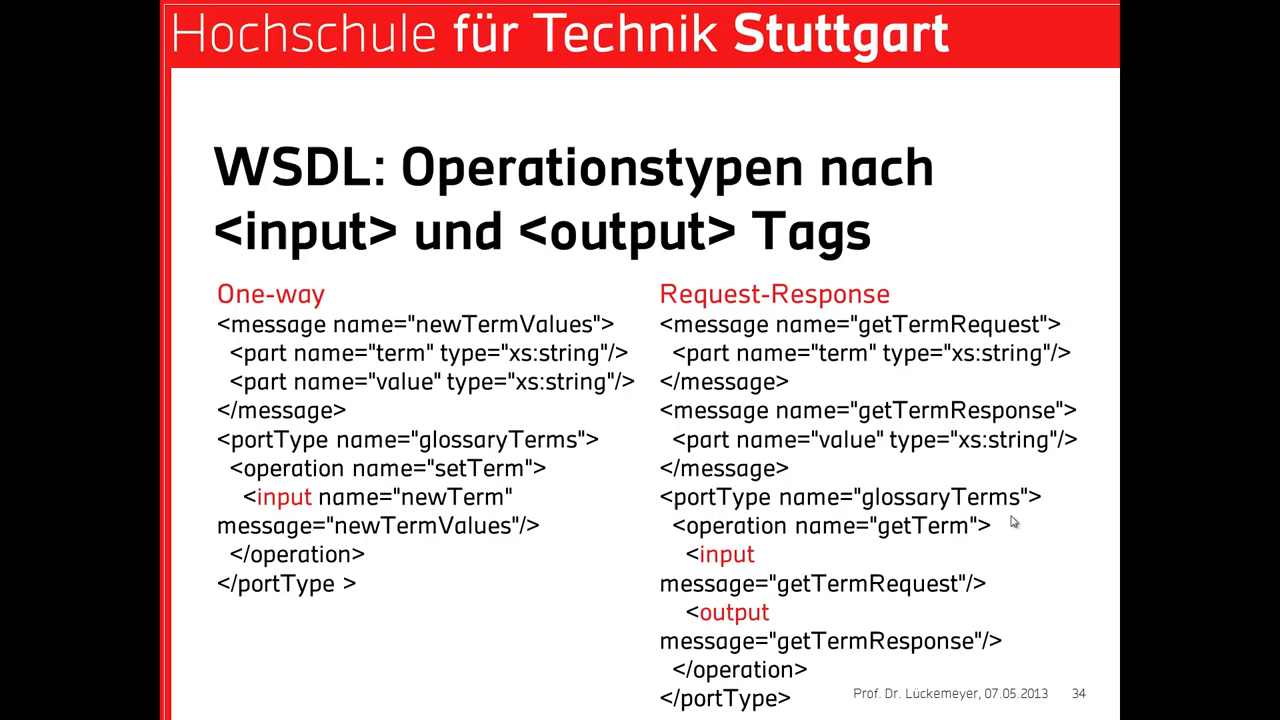 Hochschule für Technik Stuttgart
WSDL: Operationstypen nach
<input> und <output> Tags
One-way
<message name="newTermValues">
<part name="term" type="xs:string"/>
<part name="value" type="xs:string"/>
</message>
<portType name="glossaryTerms">
<operation name="setTerm">
<input name="newTerm"
message="newTermValues"/>
</operation>
</portType >
Request-Response
<message name="getTermRequest">
<part name="term" type="xs:string"/>
</message>
<message name="getTermResponse">
<part name="value" type="xs:string"/>
</message>
<portType name="glossaryTerms">
<operation name="getTerm">
<input
message="getTermRequest"/>
<output
message="getTermResponse"/>
</operation>
</portType>
Prof. Dr. Lückemeyer, 07.05.2013 34